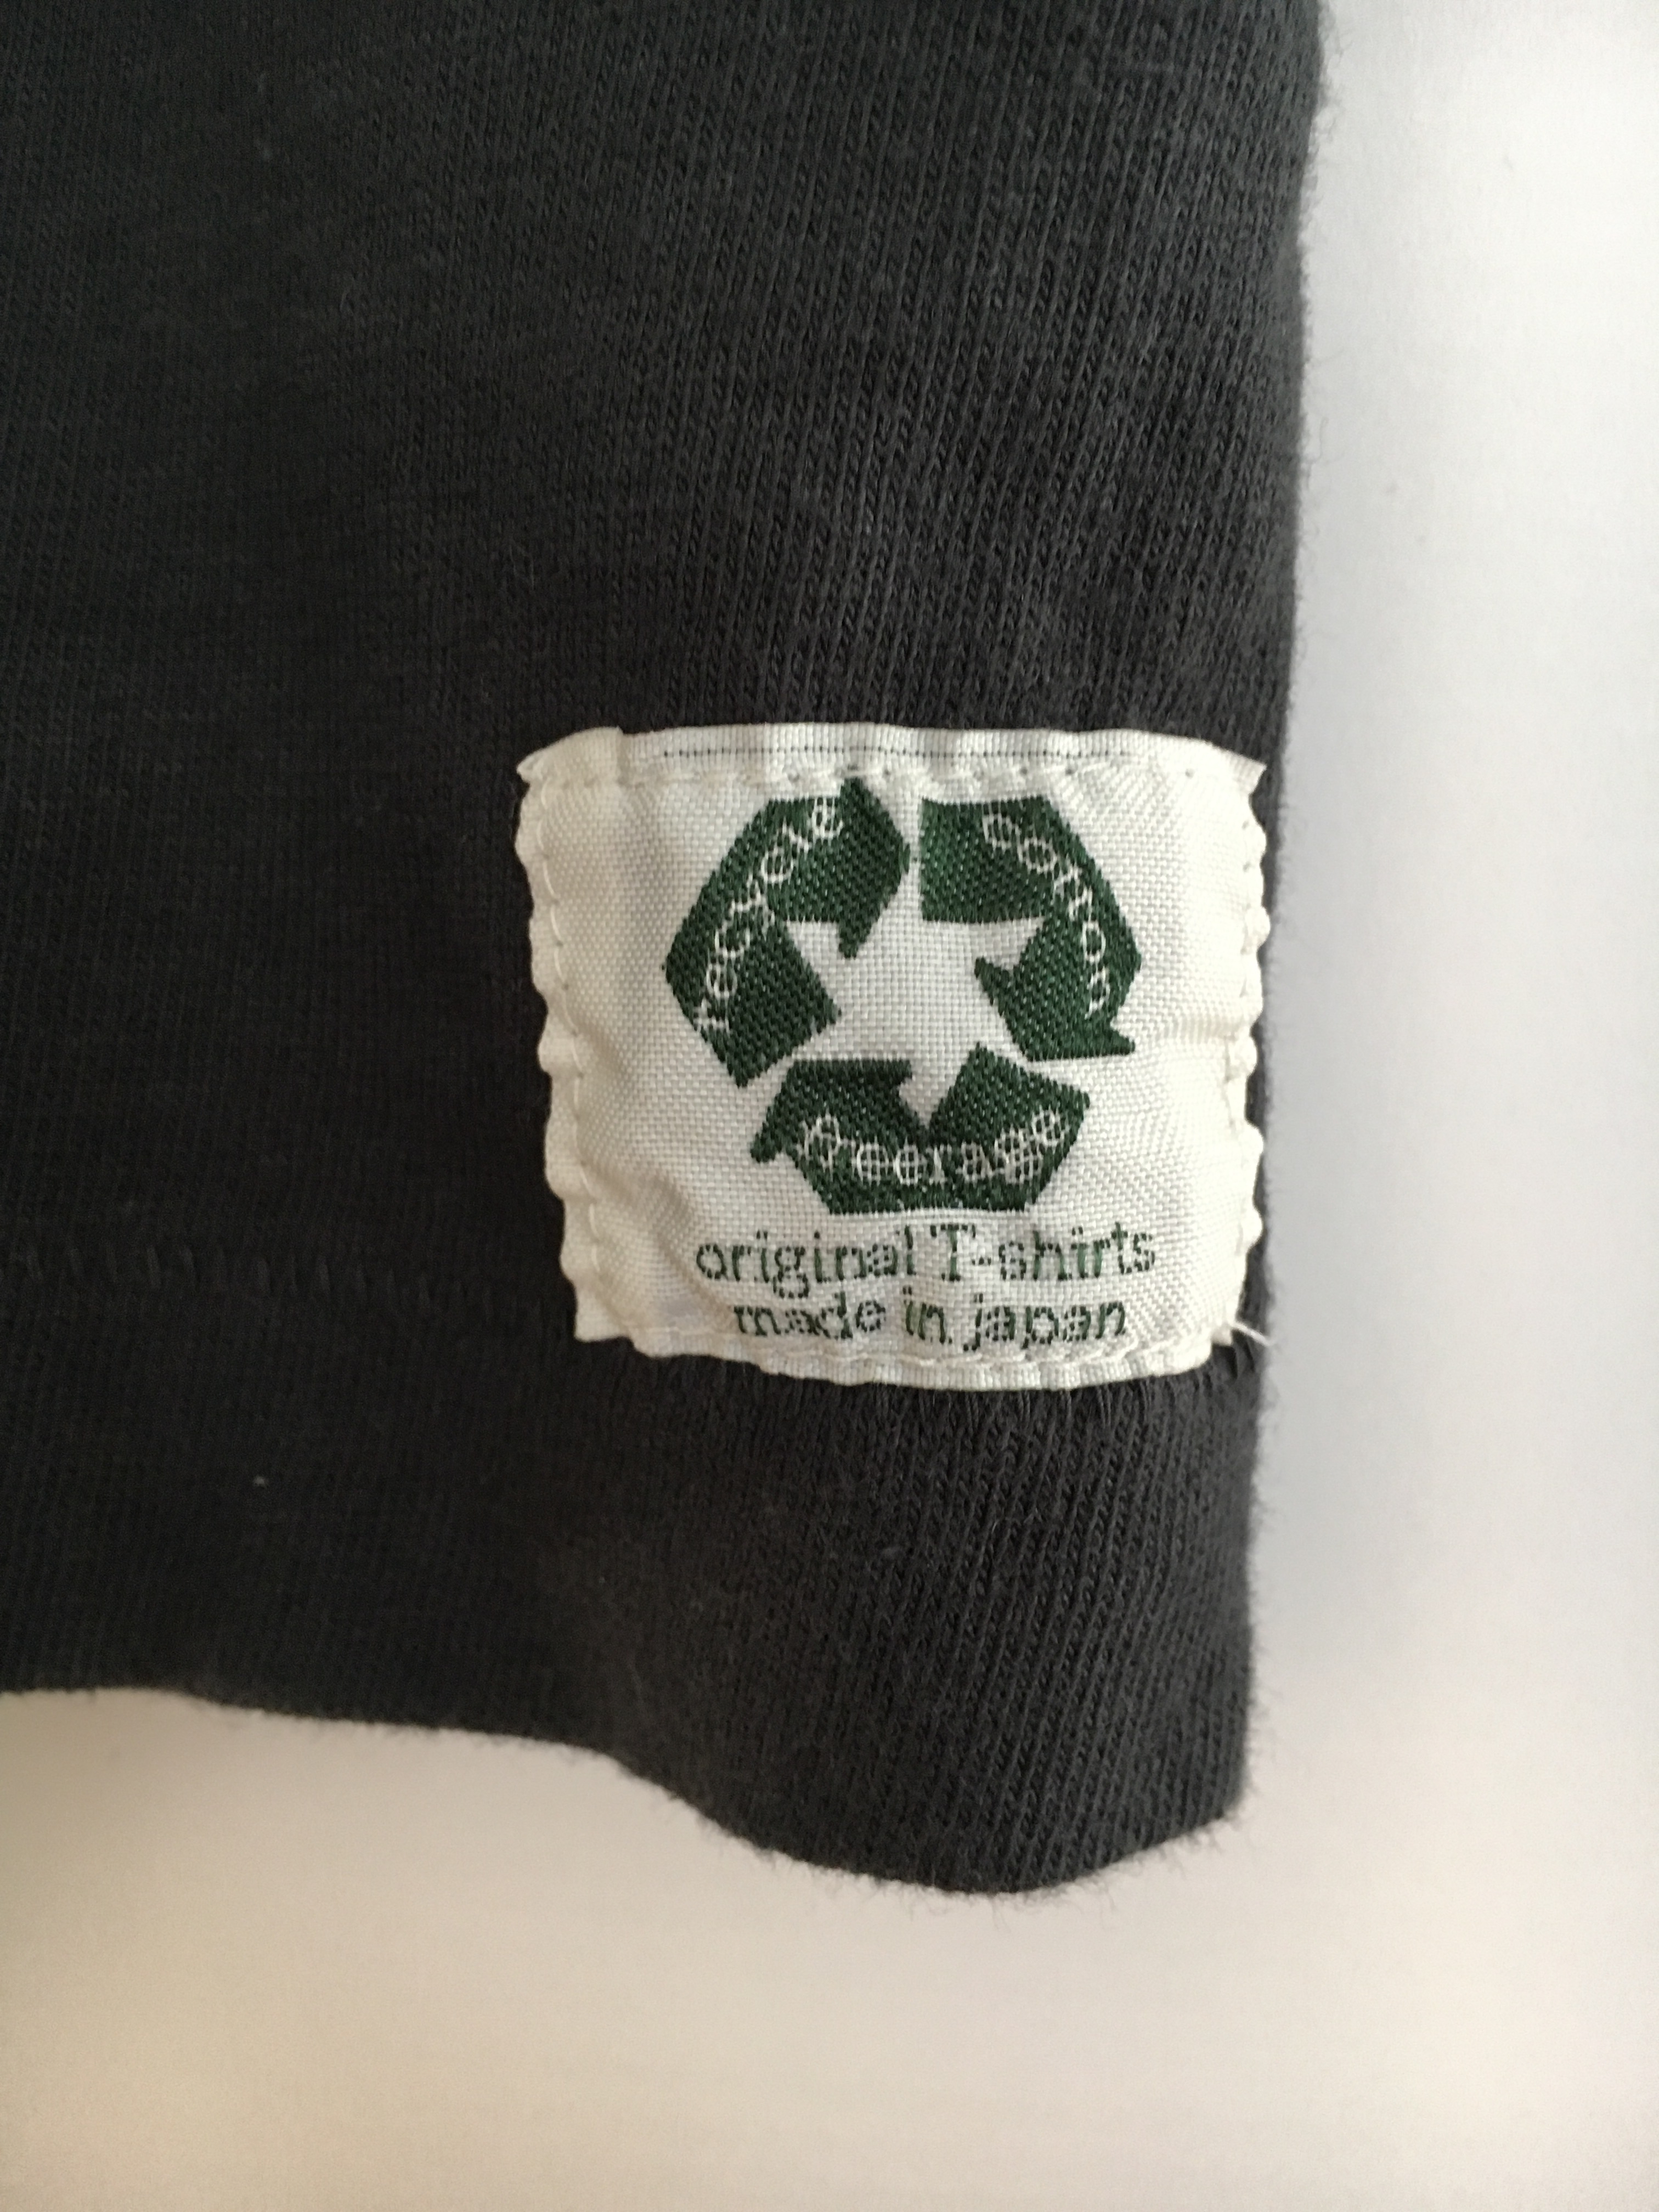 recycle
cotton
freerage
original T-shirts
made in japan